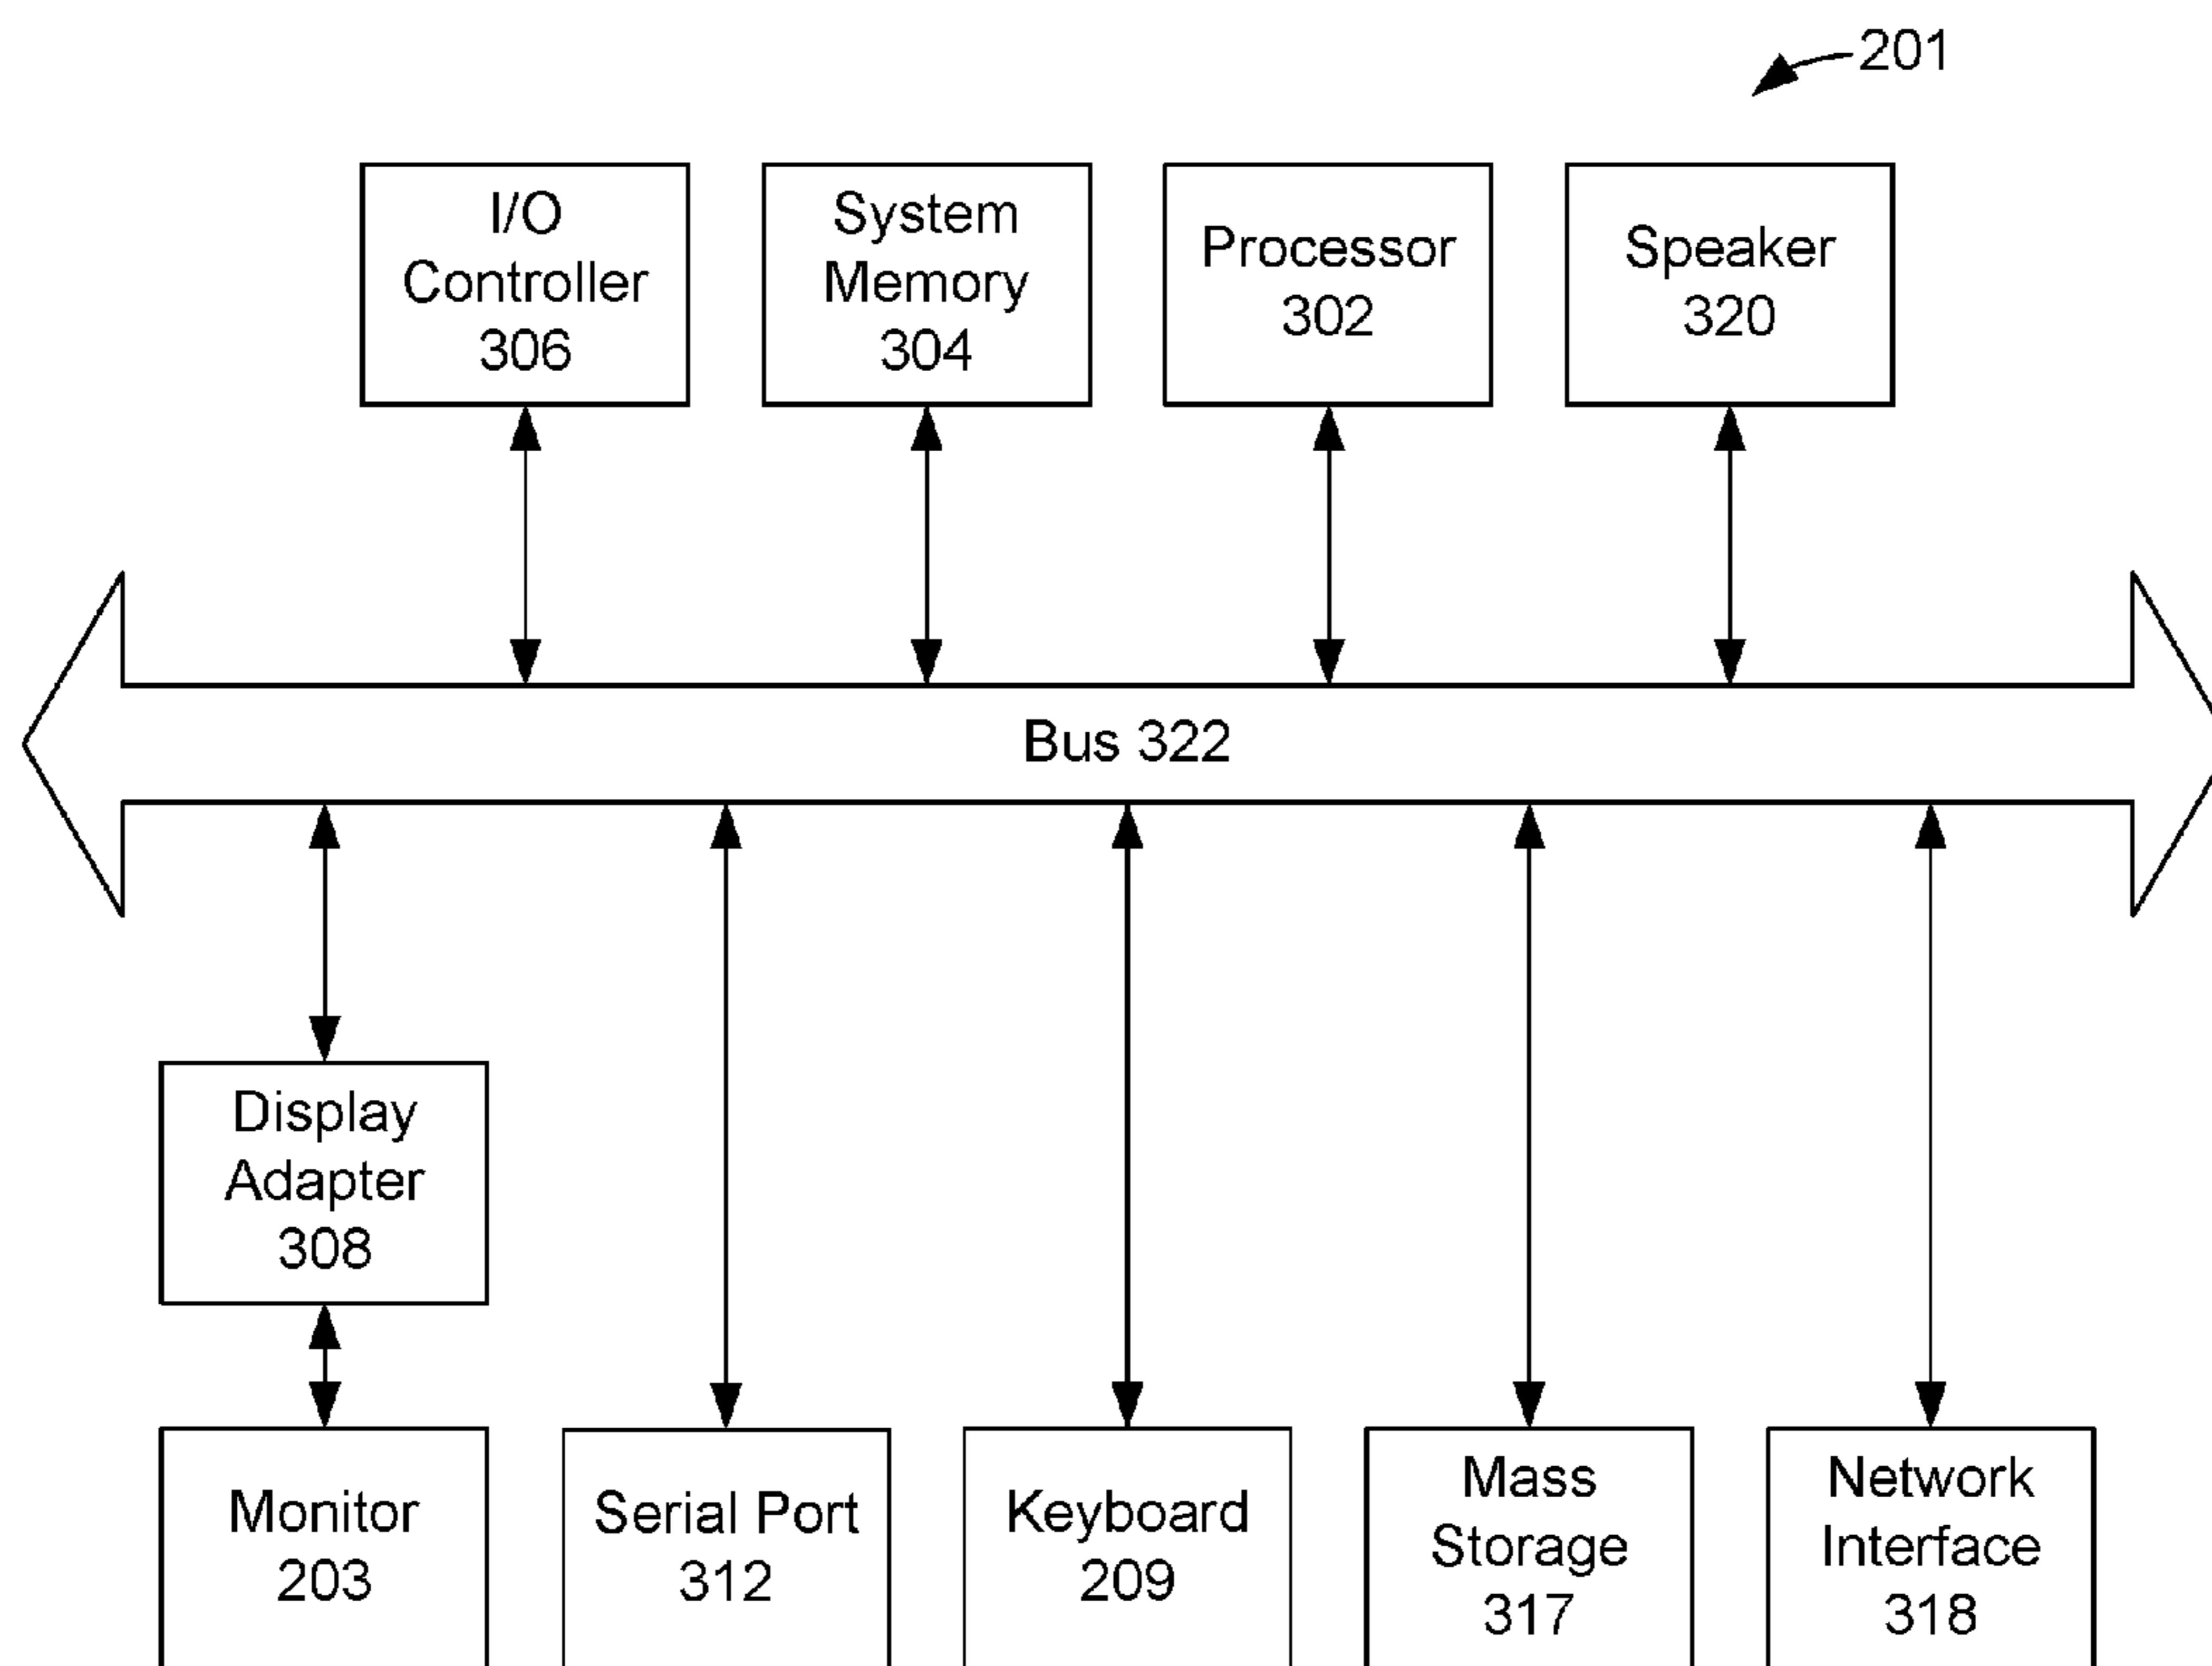 201
I/O
Controller
306
System
Memory
304
Processor
302
Speaker
320
Bus 322
Display
Adapter
308
Monitor
203
Serial Port
312
Keyboard
209
Mass
Storage
317
Network
Interface
318